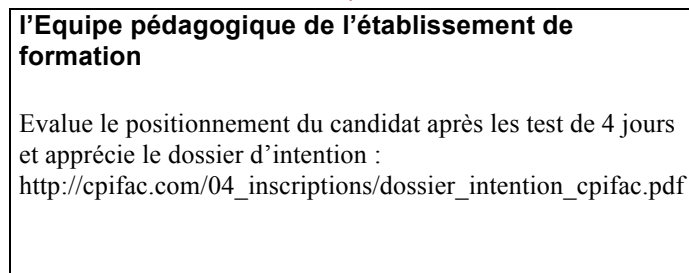 l’Equipe pédagogique de l’établissement de
formation
Evalue le positionnement du candidat après les test de 4 jours
et apprécie le dossier d’intention :
http://cpifac.com/04_inscriptions/dossier_intention_cpifac.pdf